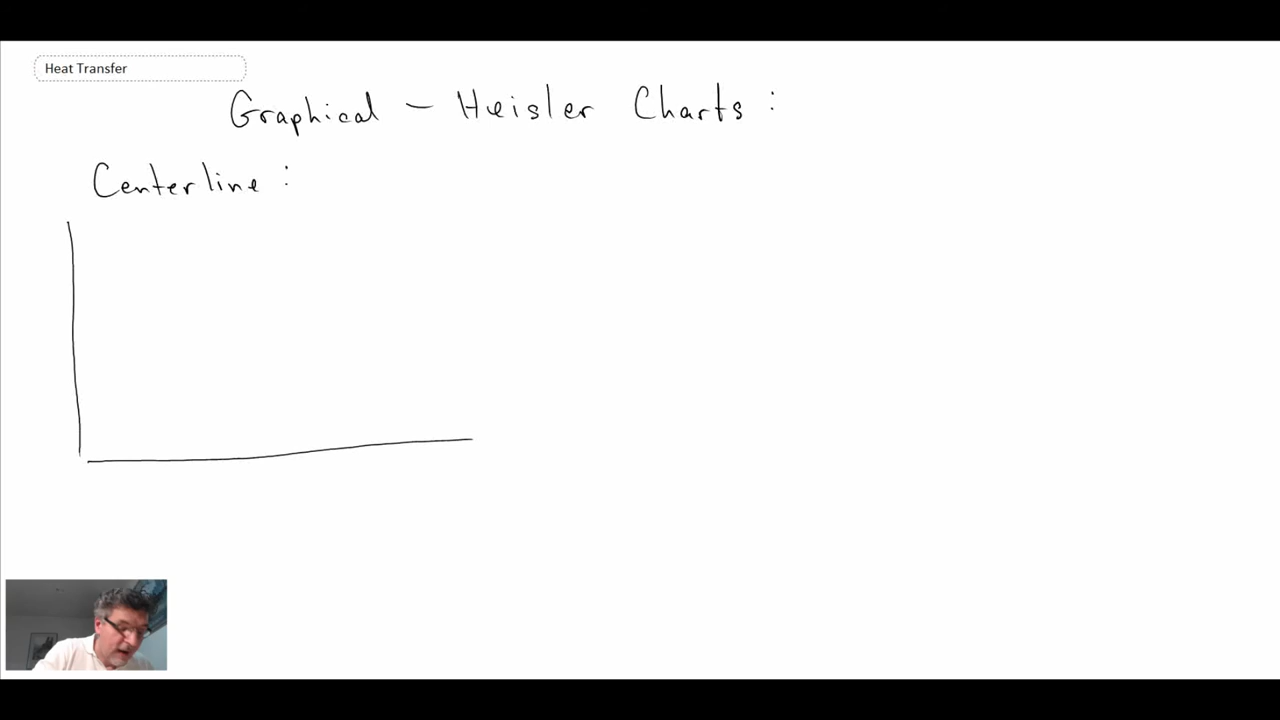 Heat Transfer
Graphical - Heisler Charts :
Centerline :